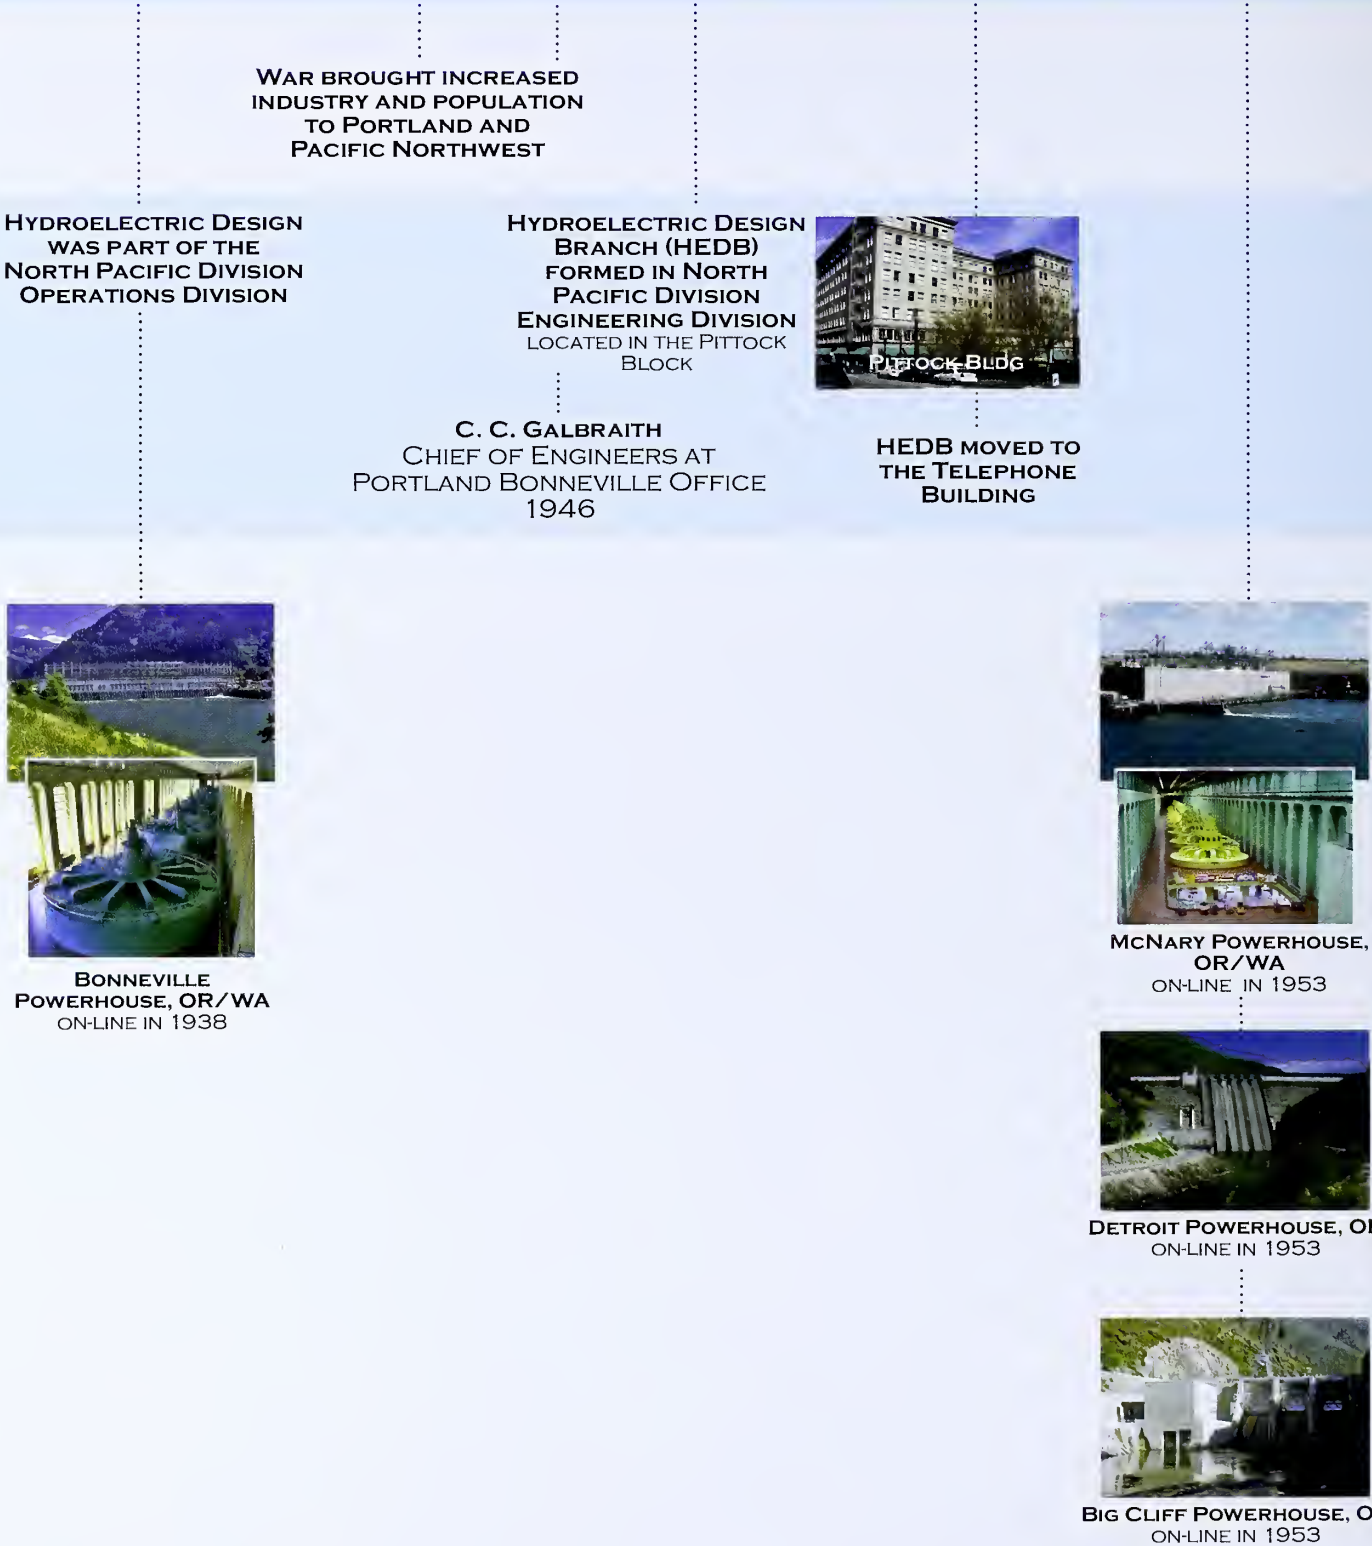 WAR BROUGHT INCREASED
INDUSTRY AND POPULATION
TO PORTLAND AND
PACIFIC NORTHWEST
HYDROELECTRIC DESIGN
WAS PART OF THE
NORTH PACIFIC DIVISION
OPERATIONS DIVISION
HYDROELECTRIC DESIGN
BRANCH (HEDB)
FORMED IN NORTH
PACIFIC DIVISION
ENGINEERING DIVISION
LOCATED IN THE PITTOCK
BLOCK
PITTOCK BLDG
C. C. GALBRAITH
CHIEF OF ENGINEERS AT
PORTLAND BONNEVILLE OFFICE
1946
HEDB MOVED TO
THE TELEPHONE
BUILDING
BONNEVILLE
POWERHOUSE, OR/WA
ON-LINE IN 1938
MCNARY POWERHOUSE,
OR/WA
ON-LINE IN 1953
DETROIT POWERHOUSE,
ON-LINE IN 1953
BIG CLIFF POWERHOUSE,
ON-LINE IN 1953